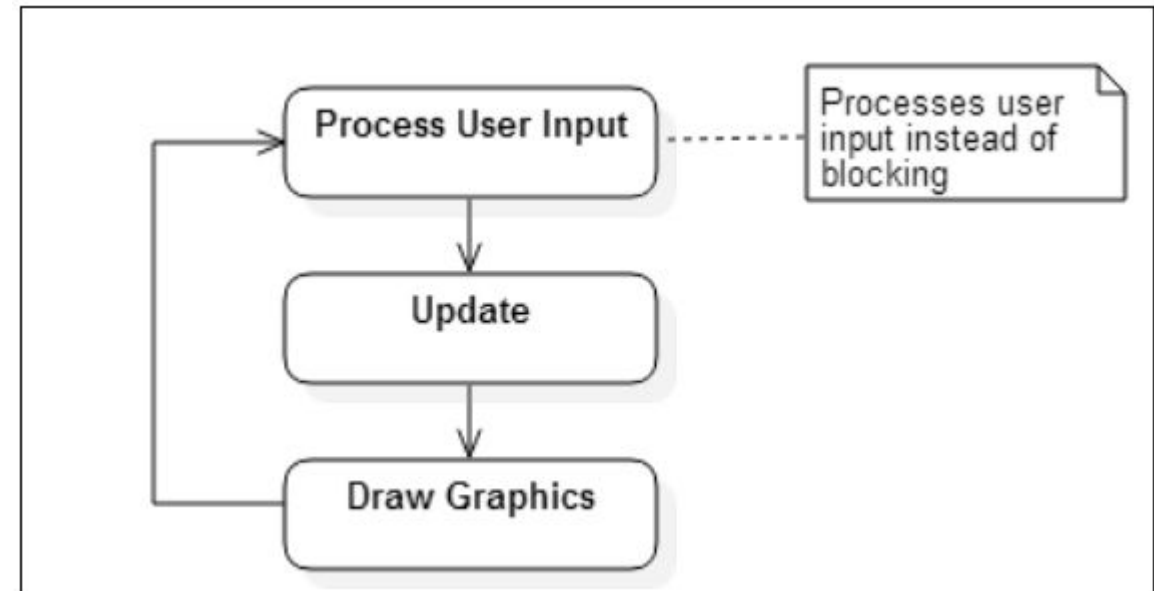 Process User Input
Processes user
input instead of
blocking
Update
Draw Graphics